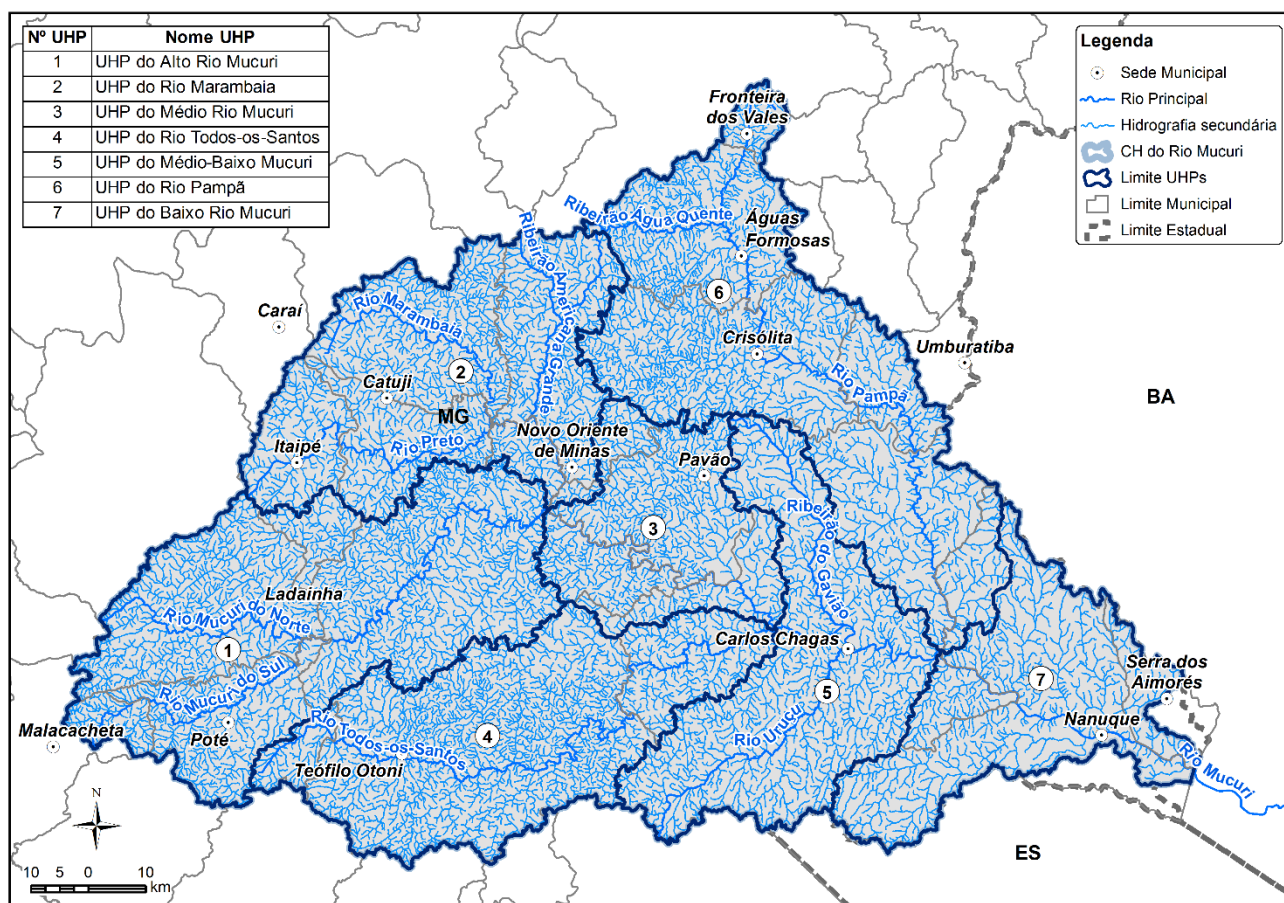 Nº UHP Nome UHP
1 UHP do Alto Rio Mucuri
2 UHP do Rio Marambaia
3 UHP do Médio Rio Mucuri
4 UHP do Rio Todos-os-Santos
5 UHP do Médio-Baixo Mucuri
6 UHP do Rio Pampã
7 UHP do Baixo Rio Mucuri
Legenda
Sede Municipal
Rio Principal
Hidrografia secundária
CH do Rio Mucuri
Limite UHPs
Limite Municipal
Limite Estadual
Fronteira
dos Vales
Ribeirão Água Quente
Águas
Formosas
Ribeirão Americana Grande
6
Caraí
Rio Marambaia
Crisólita
Umburatiba
2
Catuji
Rio Pampã
BA
MG
Novo Oriente
de Minas
Itaipé
Rio Preto
Pavão
3
Ribeirão do Gavião
Ladainha
Rio Mucuri do Norte
1
Carlos Chagas
Rio Mucuri do Sul
5
7
Serra dos
Aimorés
Malacacheta
Poté
Rio Todos-os-Santos
4
Rio Uruçu
Nanuque
Teófilo Otoni
Rio Mucuri
N
ES
10 5 0 10
km